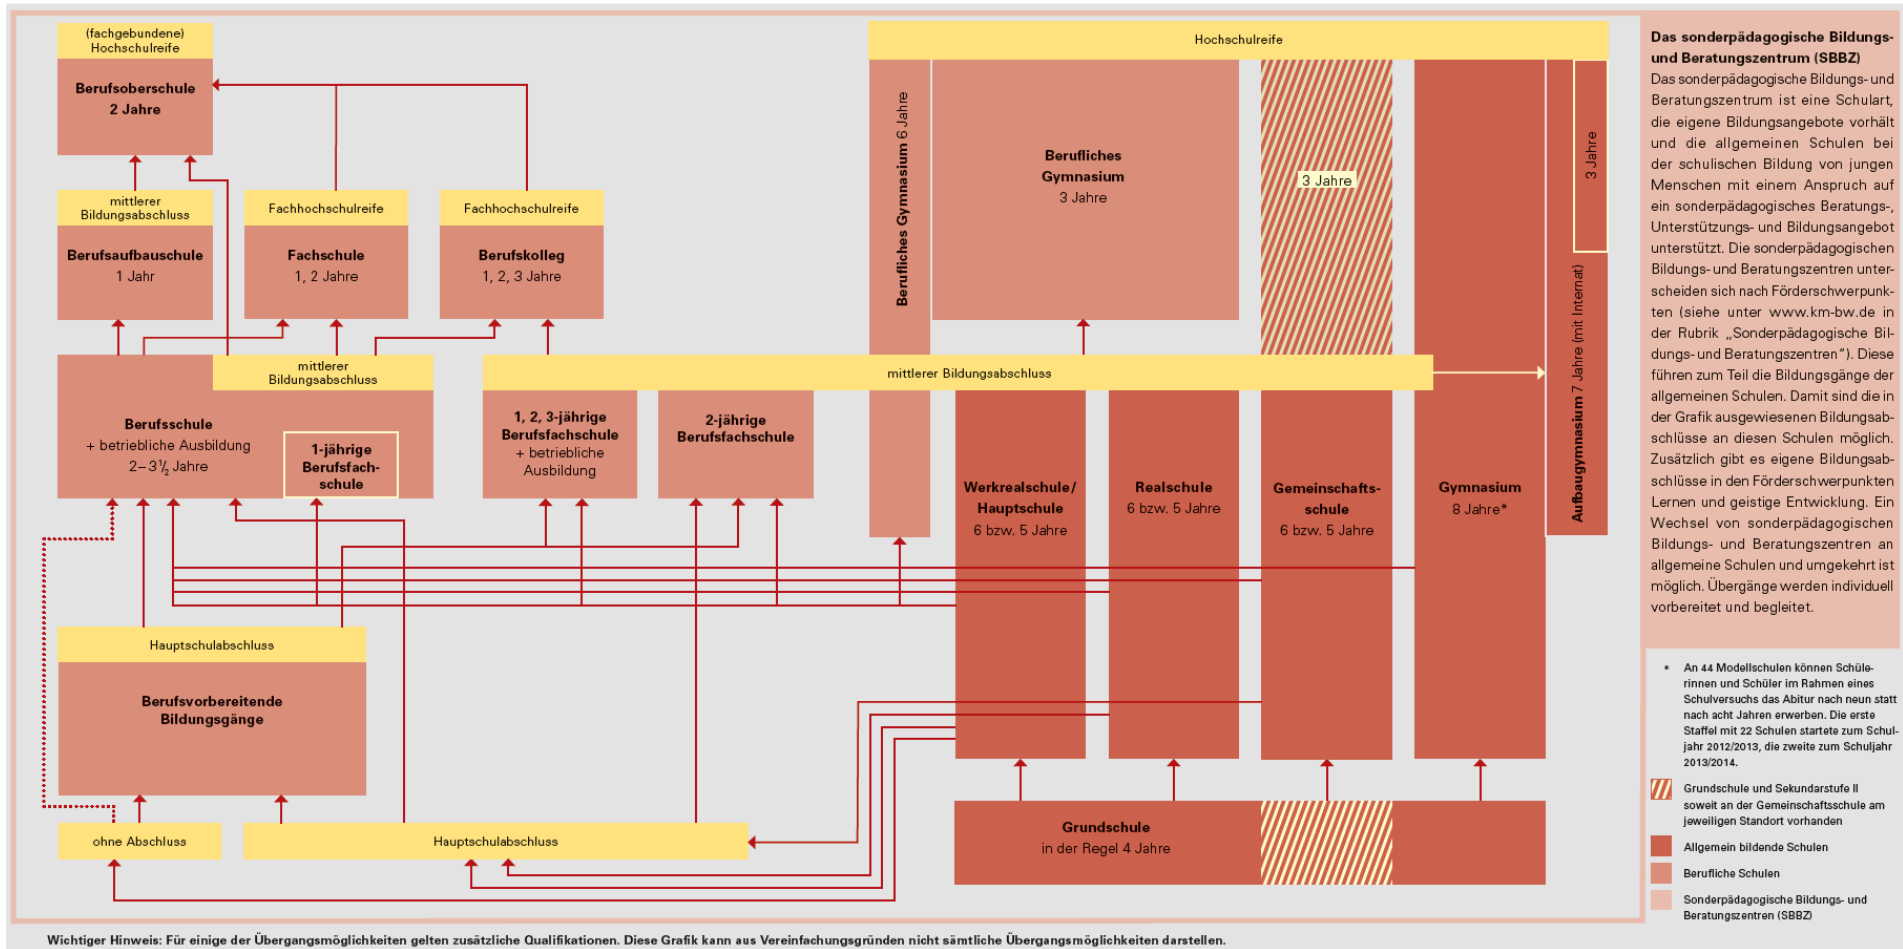 (fachgebundene)
Hochschulreife
Berufsoberschule
2 Jahre
mittlerer
Bildungsabschluss
Berufsaufbauschule
1 Jahr
Fachhochschulreife
Fachschule
1, 2 Jahre
Fachhochschulreife
Berufskolleg
1, 2, 3 Jahre
mittlerer
Bildungsabschluss
Berufsschule
+ betriebliche Ausbildung
2–3 ½ Jahre
1-jährige
Berufsfach-
schule
1, 2, 3-jährige
Berufsfachschule
+ betriebliche
Ausbildung
2-jährige
Berufsfachschule
Hauptschulabschluss
Berufsvorbereitende
Bildungsgänge
ohne Abschluss
Hauptschulabschluss
Hochschulreife
Berufliches Gymnasium 6 Jahre
Berufliches
Gymnasium
3 Jahre
3 Jahre
3 Jahre
Aufbaugymnasium 7 Jahre (mit Internat)
mittlerer Bildungsabschluss
Werkrealschule/
Hauptschule
6 bzw. 5 Jahre
Realschule
6 bzw. 5 Jahre
Gemeinschafts-
schule
6 bzw. 5 Jahre
Gymnasium
8 Jahre*
Grundschule
in der Regel 4 Jahre
Das sonderpädagogische Bildungs-
und Beratungszentrum (SBBZ)
Das sonderpädagogische Bildungs- und
Beratungszentrum ist eine Schulart,
die eigene Bildungsangebote vorhält
und die allgemeinen Schulen bei
der schulischen Bildung von jungen
Menschen mit einem Anspruch auf
ein sonderpädagogisches Beratungs-,
Unterstützungs- und Bildungsangebot
unterstützt. Die sonderpädagogischen
Bildungs- und Beratungszentren unter-
scheiden sich nach Förderschwerpunk-
ten (siehe unter www.km-bw.de in
der Rubrik „Sonderpädagogische Bil-
dungs- und Beratungszentren"). Diese
führen zum Teil die Bildungsgänge der
allgemeinen Schulen. Damit sind die in
der Grafik ausgewiesenen Bildungsab-
schlüsse an diesen Schulen möglich.
Zusätzlich gibt es eigene Bildungsab-
schlüsse in den Förderschwerpunkten
Lernen und geistige Entwicklung. Ein
Wechsel von sonderpädagogischen
Bildungs- und Beratungszentren an
allgemeine Schulen und umgekehrt ist
möglich. Übergänge werden individuell
vorbereitet und begleitet.
* An 44 Modellschulen können Schüle-
rinnen und Schüler im Rahmen eines
Schulversuchs das Abitur nach neun statt
nach acht Jahren erwerben. Die erste
Staffel mit 22 Schulen startete zum Schul-
jahr 2012/2013, die zweite zum Schuljahr
2013/2014.
Grundschule und Sekundarstufe II
soweit an der Gemeinschaftsschule am
jeweiligen Standort vorhanden
Allgemein bildende Schulen
Berufliche Schulen
Sonderpädagogische Bildungs- und
Beratungszentren (SBBZ)
Wichtiger Hinweis: Für einige der Übergangsmöglichkeiten gelten zusätzliche Qualifikationen. Diese Grafik kann aus Vereinfachungsgründen nicht sämtliche Übergangsmöglichkeiten darstellen.